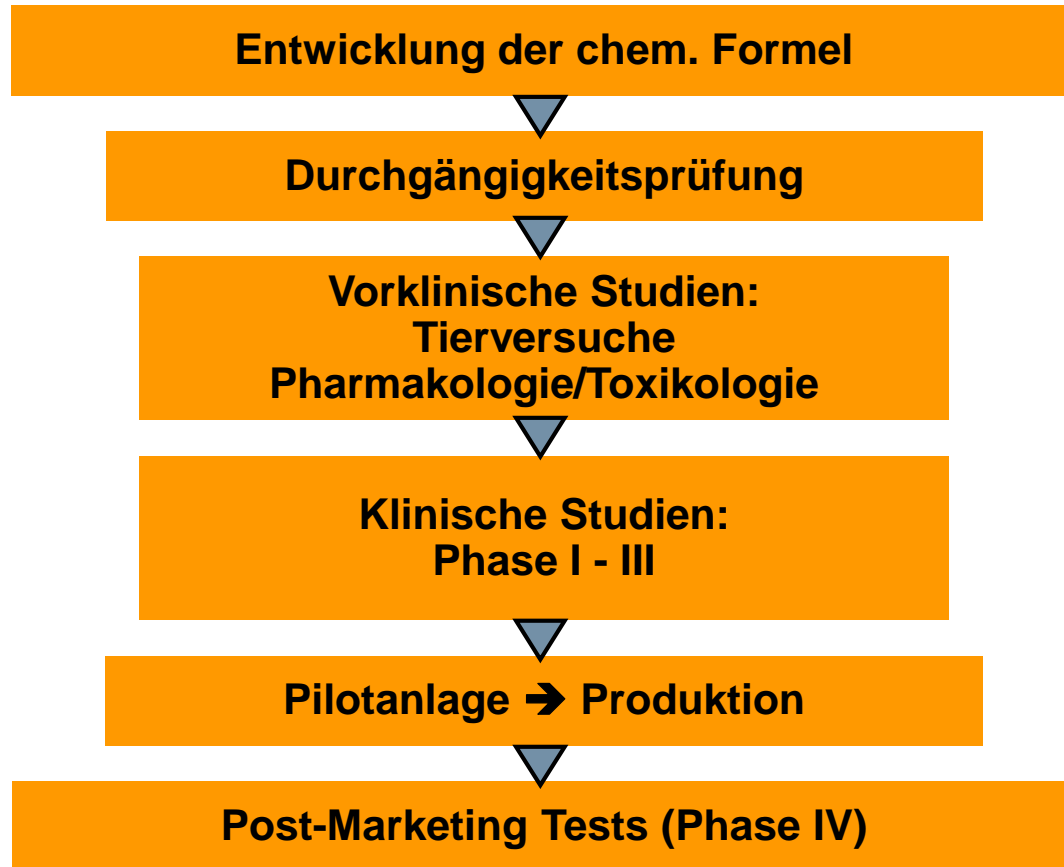 Entwicklung der chem. Formel
Durchgängigkeitsprüfung
Vorklinische Studien:
Tierversuche
Pharmakologie/Toxikologie
Klinische Studien:
Phase I - III
Pilotanlage ➔ Produktion
Post-Marketing Tests (Phase IV)